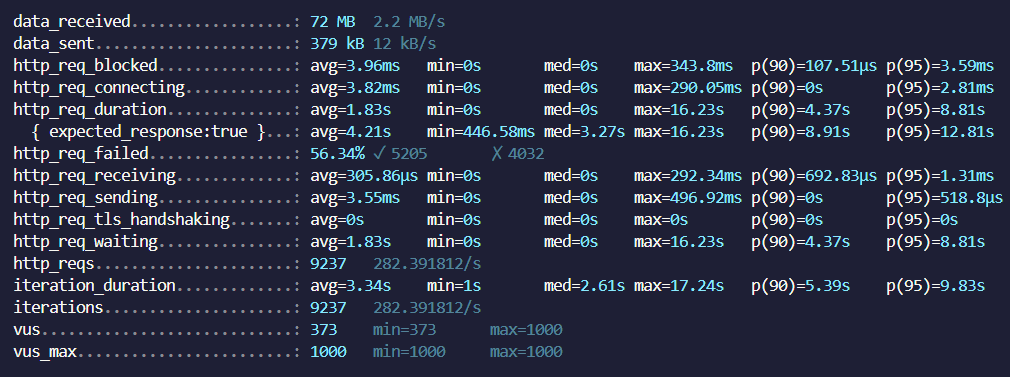 data_received..................: 72 MB  2.2 MB/s
data_sent......................: 379 kB 12 kB/s
http_req_blocked...............: avg=3.96ms   min=0s       med=0s    max=343.8ms  p(90)=107.51µs p(95)=3.59ms
http_req_connecting............: avg=3.82ms   min=0s       med=0s    max=290.05ms p(90)=0s       p(95)=2.81ms
http_req_duration..............: avg=1.83s    min=0s       med=0s    max=16.23s   p(90)=4.37s    p(95)=8.81s
  { expected_response:true }...: avg=4.21s    min=446.58ms med=3.27s max=16.23s   p(90)=8.91s    p(95)=12.81s
http_req_failed................: 56.34% ✓ 5205       ✗ 4032
http_req_receiving.............: avg=305.86µs min=0s       med=0s    max=292.34ms p(90)=692.83µs p(95)=1.31ms
http_req_sending...............: avg=3.55ms   min=0s       med=0s    max=496.92ms p(90)=0s       p(95)=518.8µs
http_req_tls_handshaking.......: avg=0s       min=0s       med=0s    max=0s       p(90)=0s       p(95)=0s
http_req_waiting...............: avg=1.83s    min=0s       med=0s    max=16.23s   p(90)=4.37s    p(95)=8.81s
http_reqs......................: 9237   282.391812/s
iteration_duration.............: avg=3.34s    min=1s       med=2.61s max=17.24s   p(90)=5.39s    p(95)=9.83s
iterations.....................: 9237   282.391812/s
vus............................: 373    min=373      max=1000
vus_max........................: 1000   min=1000     max=1000